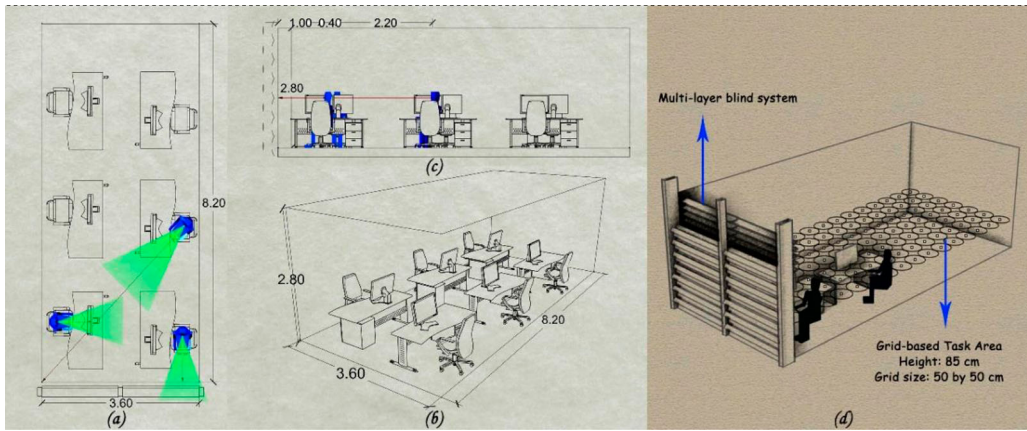 8.20
3.60
(a)
1.00 0.40 2.20
2.80
(c)
2.80
3.60
8.20
(b)
Multi-layer blind system
Grid-based Task Area
Height: 85 cm
Grid size: 50 by 50 cm
(d)